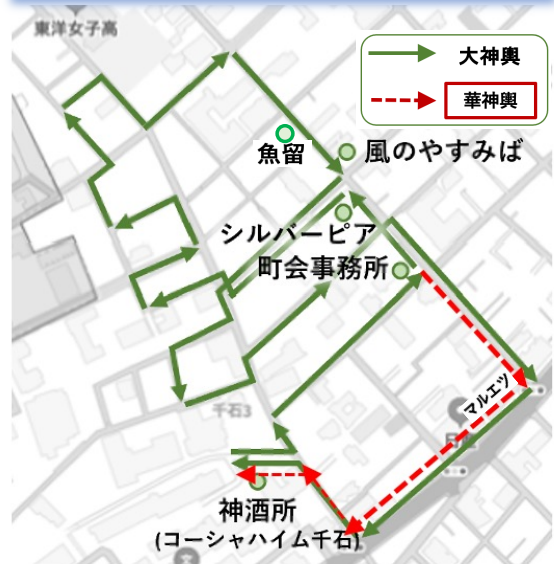 東洋女子高
大神輿
華神輿
魚留
風のやすみば
シルバーピア
町会事務所
マルエツ
千石3
神酒所
(コーシャハイム千石)